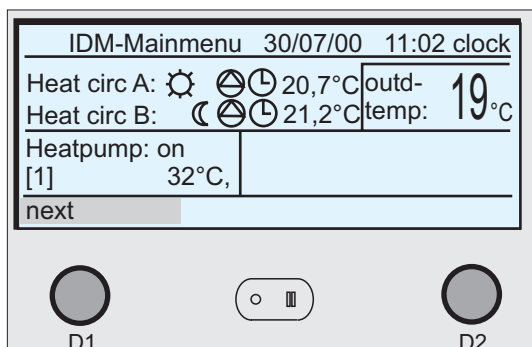 IDM-Mainmenu 30/07/00 11:02 clock
Heat circ A: 20,7°C
Heat circ B: 21,2°C
outd-
temp: 19°C
Heatpump: on
[1] 32°C,
next
D1 D2